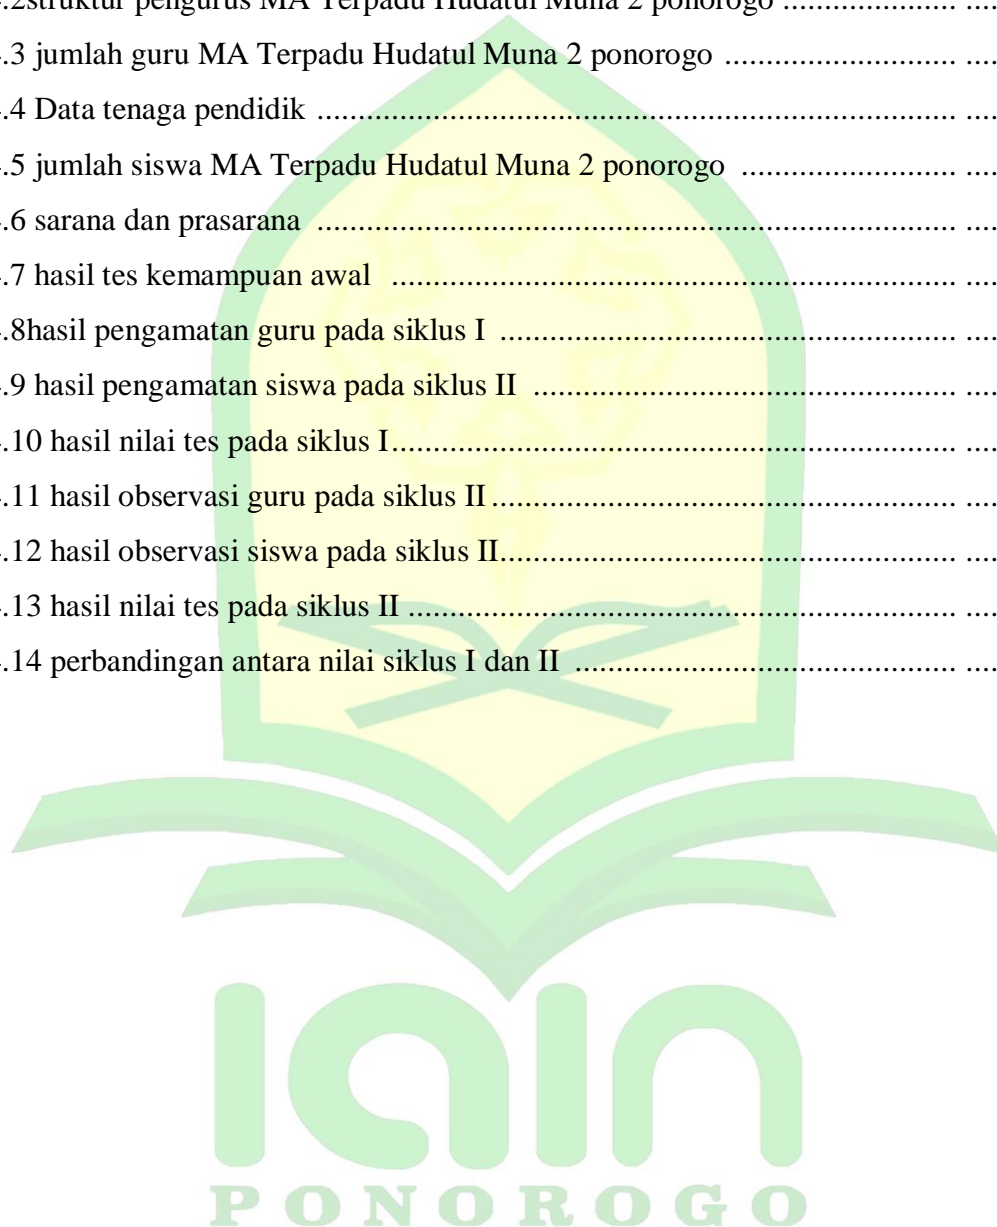 .2struktur pengurus MA Terpadu Hudatul Muna 2 ponorogo ....................... ....
.3 jumlah guru MA Terpadu Hudatul Muna 2 ponorogo .............................. ....
.4 Data tenaga pendidik ................................................................................... ....
.5 jumlah siswa MA Terpadu Hudatul Muna 2 ponorogo ............................ ....
.6 sarana dan prasarana ................................................................................... ....
.7 hasil tes kemampuan awal ......................................................................... ....
.8hasil pengamatan guru pada siklus I ........................................................... ....
.9 hasil pengamatan siswa pada siklus II ....................................................... ....
.10 hasil nilai tes pada siklus I......................................................................... ....
.11 hasil observasi guru pada siklus II ............................................................ ....
.12 hasil observasi siswa pada siklus II........................................................... ....
.13 hasil nilai tes pada siklus II ....................................................................... ....
.14 perbandingan antara nilai siklus I dan II ................................................. ....
iain
PONOROGO